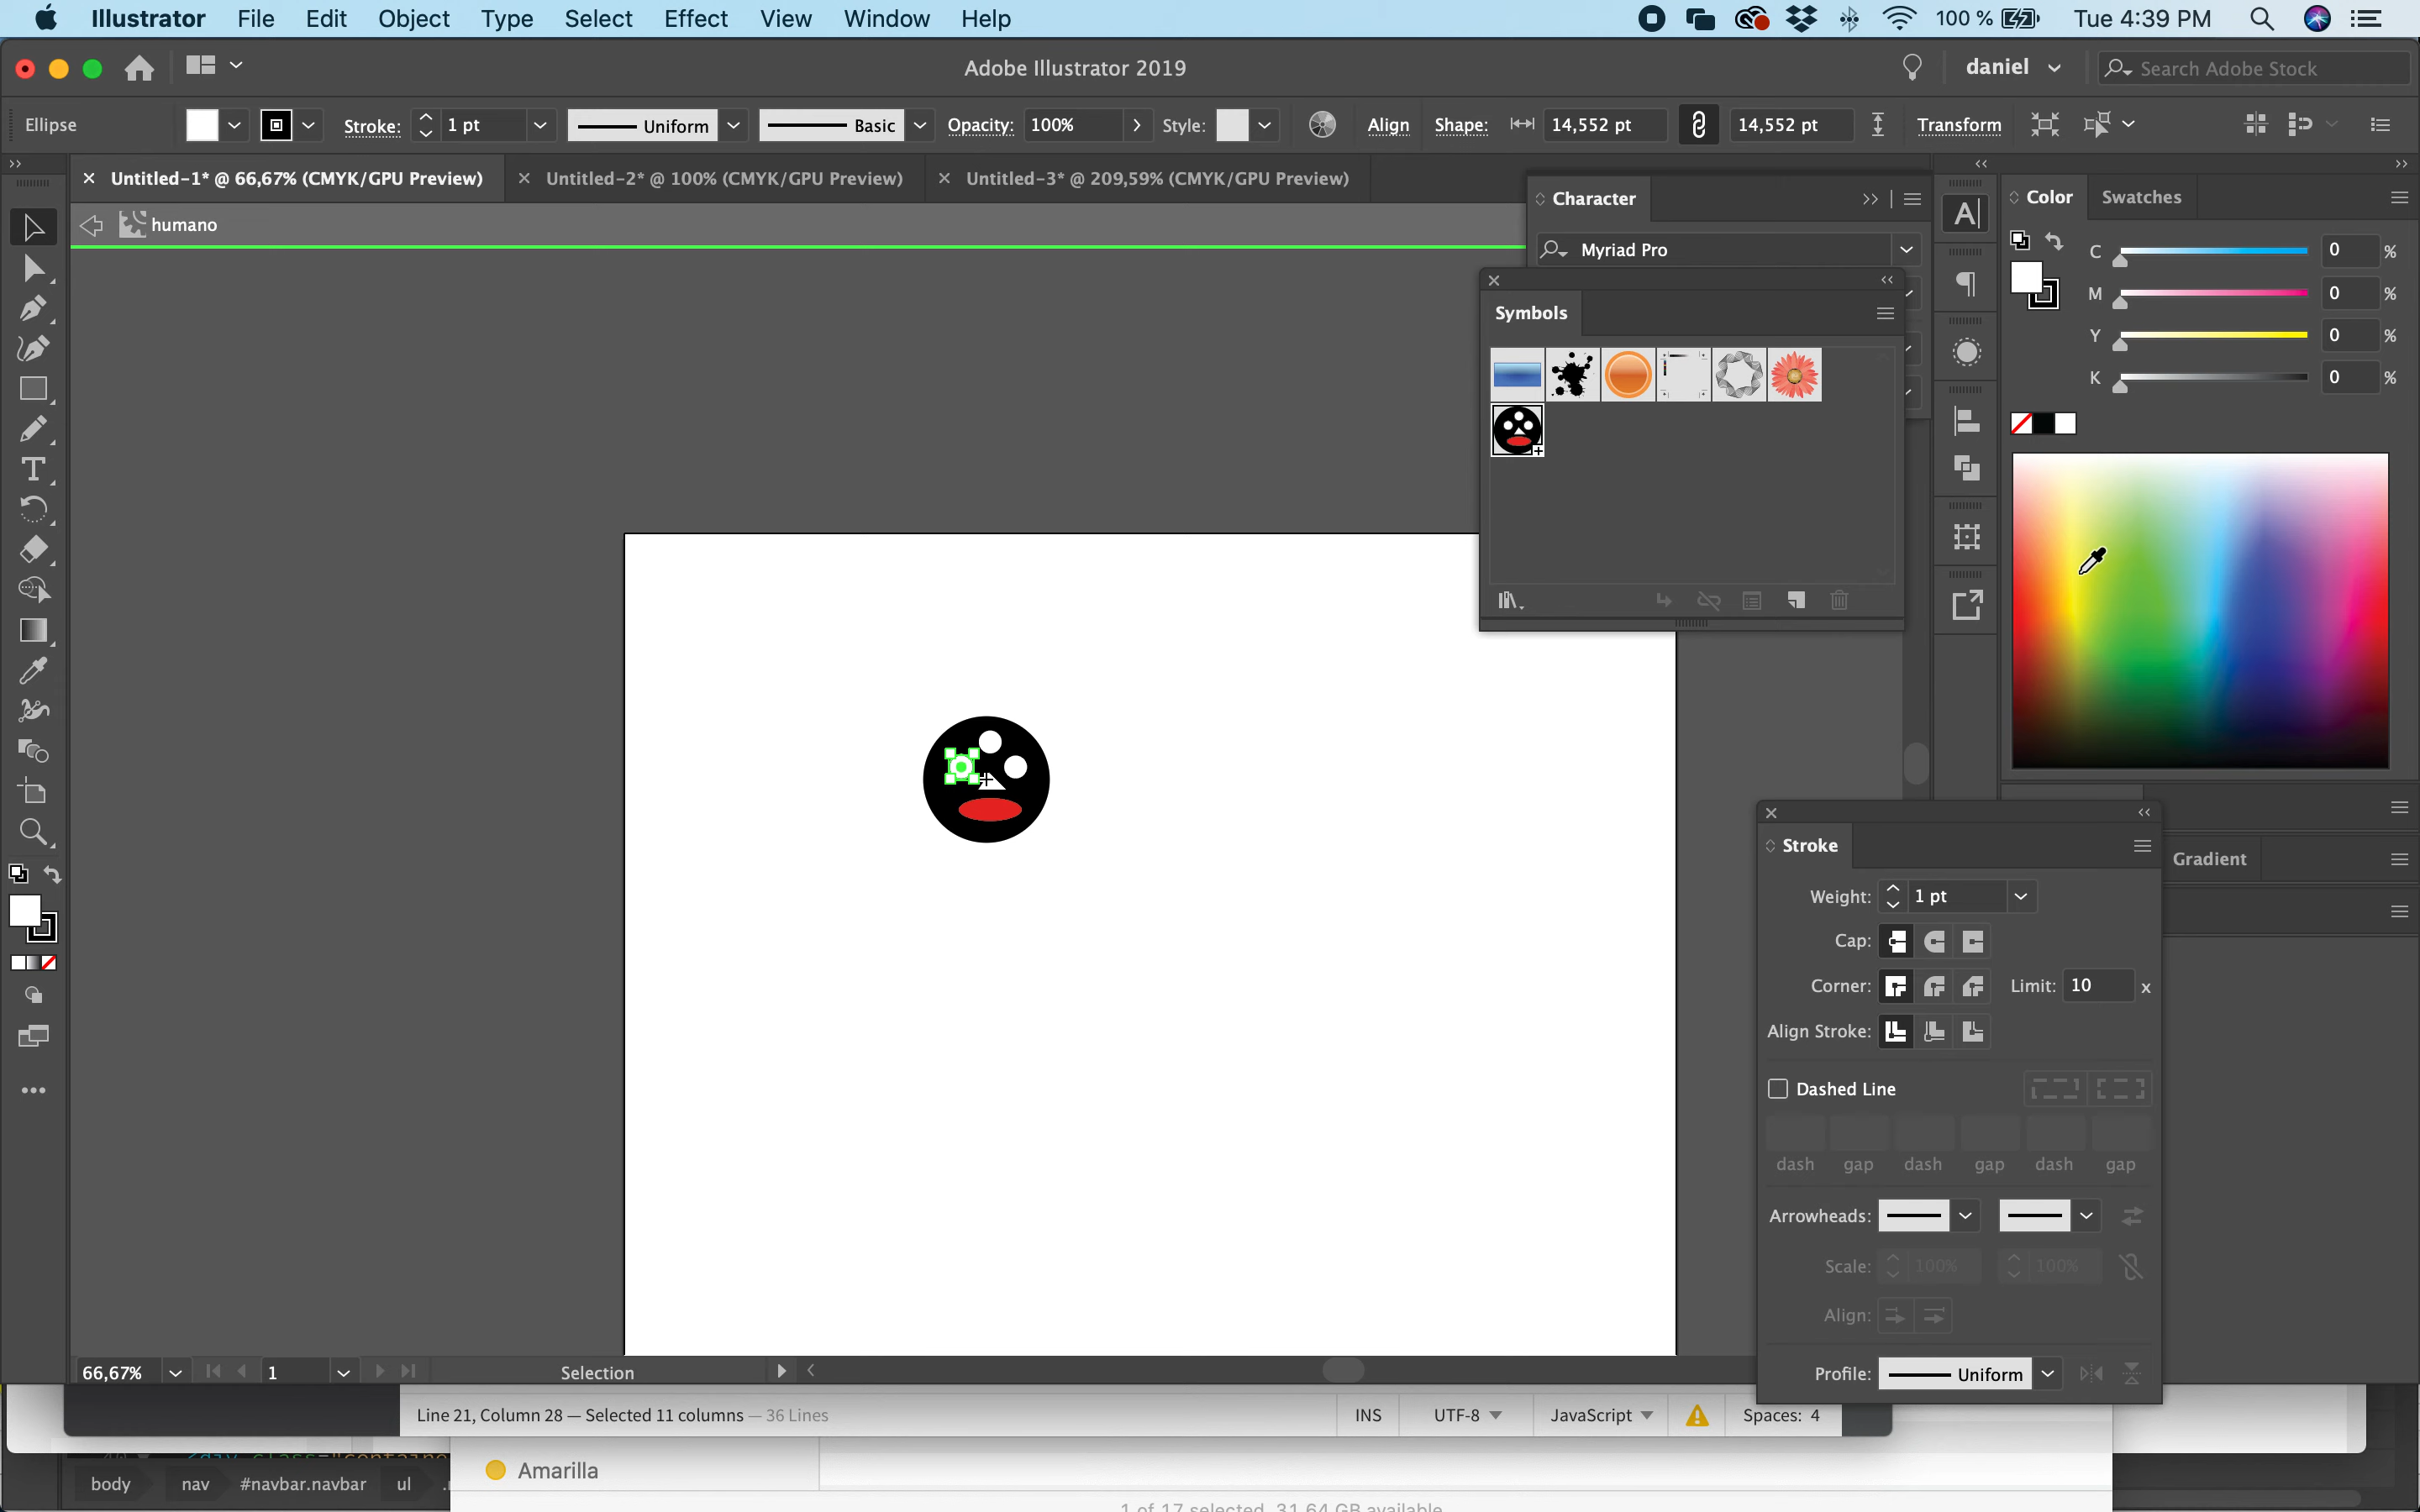 Illustrator File Edit Object Type Select Effect View Window Help 100 % Tue 4:39 PM
Adobe Illustrator 2019 daniel Search Adobe Stock
Ellipse Stroke: 1 pt Uniform Basic Opacity: 100% Style: Align Shape: 14,552 pt 14,552 pt Transform
Untitled-1* @ 66,67% (CMYK/GPU Preview) Untitled-2* @ 100% (CMYK/GPU Preview) Untitled-3* @ 209,59% (CMYK/GPU Preview)
humano
Character
Myriad Pro
Symbols
Color Swatches
C 0 %
M 0 %
Y 0 %
K 0 %
Gradient
Stroke
Weight: 1 pt
Cap:
Corner: Limit: 10 x
Align Stroke:
Dashed Line
dash gap dash gap dash gap
Arrowheads:
Scale: 100% 100%
Align:
Profile: Uniform
66,67% 1 Selection
Line 21, Column 28 — Selected 11 columns — 36 Lines INS UTF-8 JavaScript Spaces: 4
Amarilla
body nav #navbar.navbar ul
1 of 17 selected, 31,64 GB available